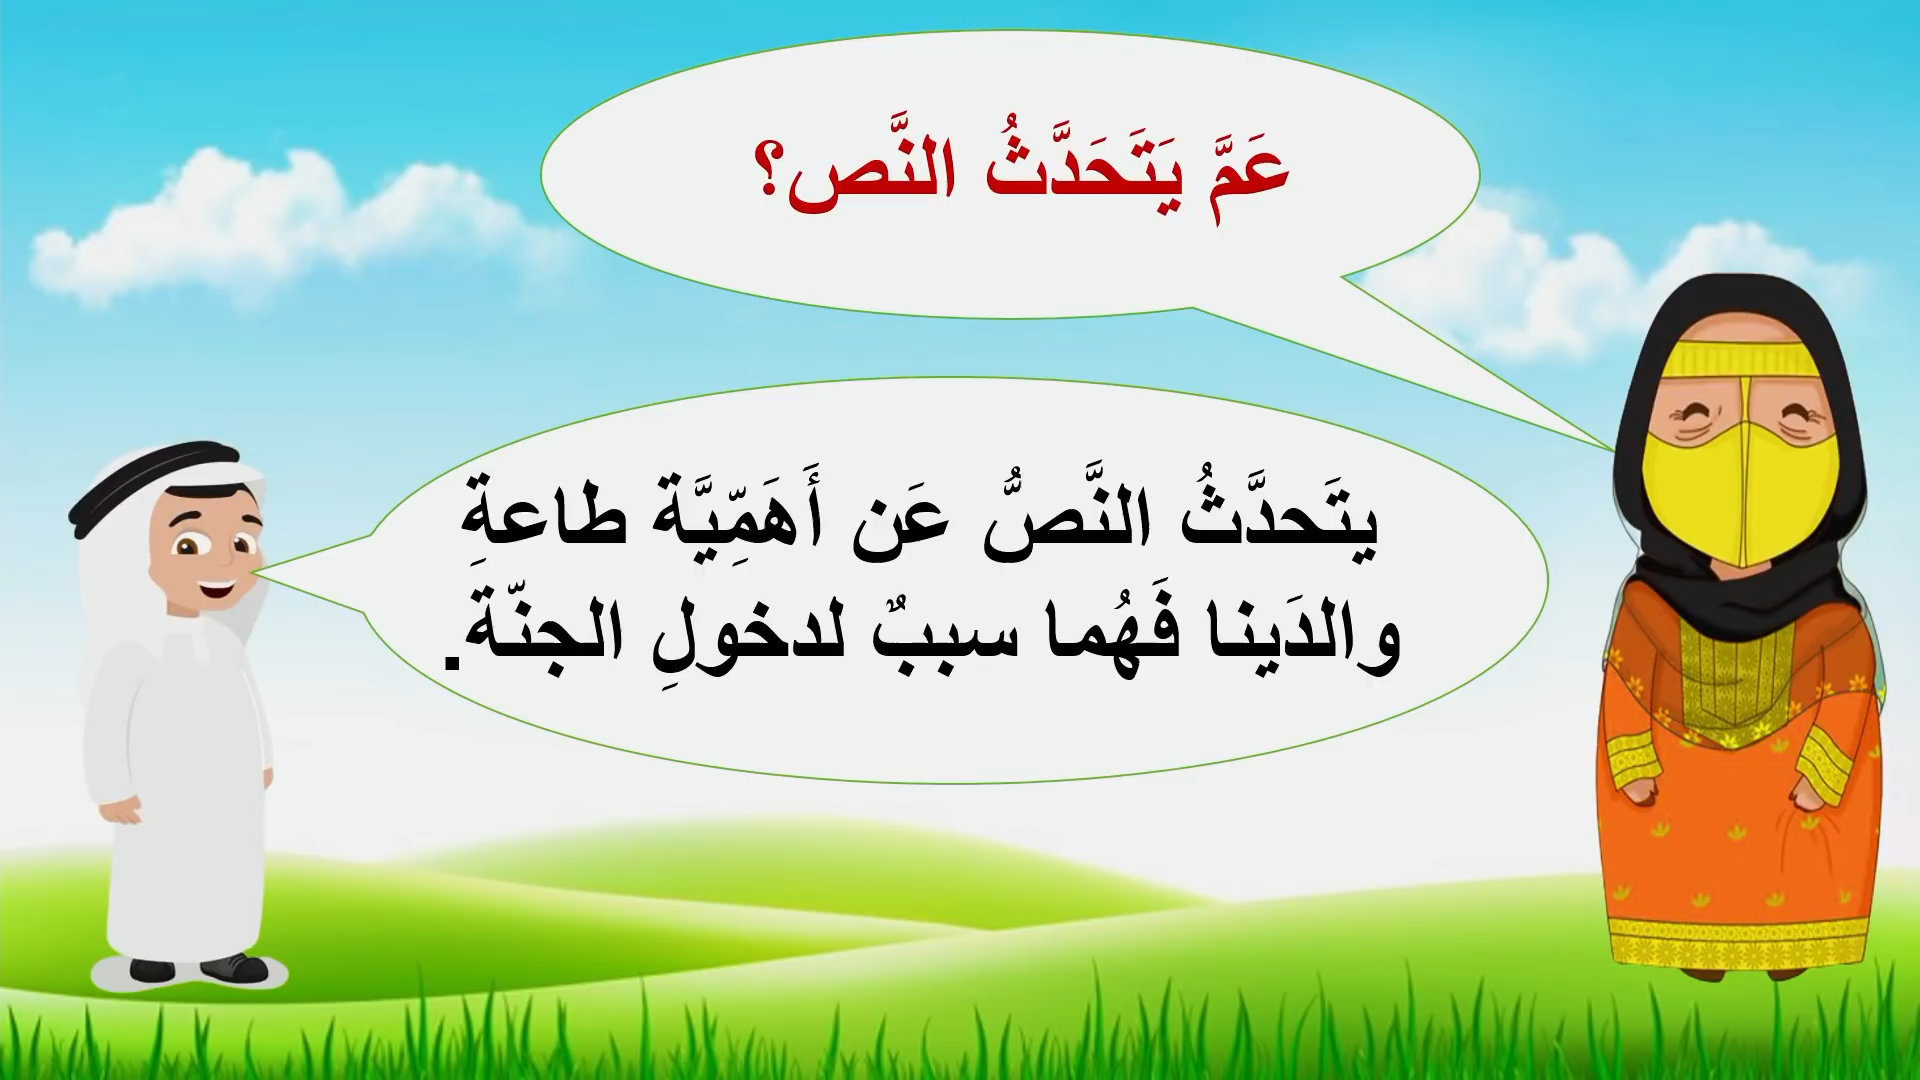 عَمَّ يَتَحَدَّثُ النَّص؟
يتَحدَّثُ النَّصُّ عَن أَهَمِّيَّة طاعةِ
والدَينا فَهُما سببٌ لدخولِ الجنّة.